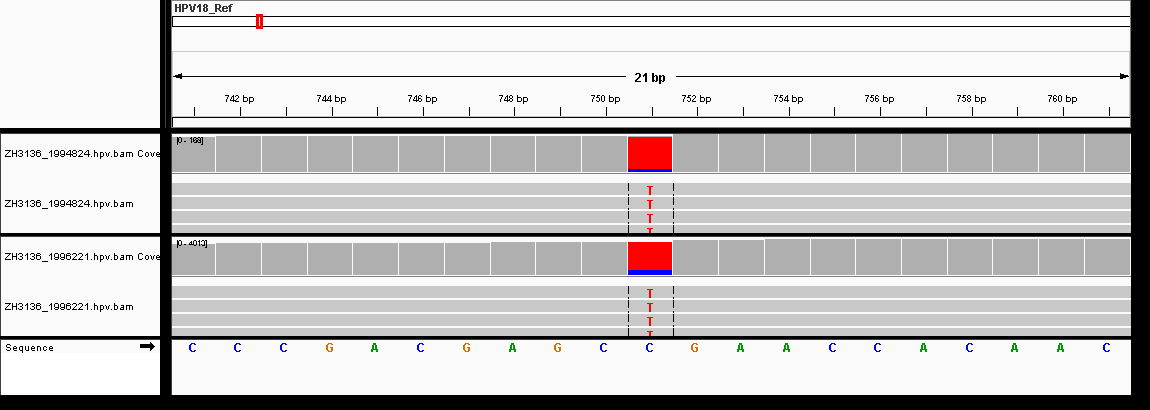 HPV18_Ref
21 bp
742 bp 744 bp 746 bp 748 bp 750 bp 752 bp 754 bp 756 bp 758 bp 760 bp
[0 - 168]
ZH3136_1994824.hpv.bam Cove
T
ZH3136_1994824.hpv.bam
T
T
T
[0 - 4013]
ZH3136_1996221.hpv.bam Cove
T
ZH3136_1996221.hpv.bam
T
T
T
Sequence C C C G A C G A G C C G A A C C A C A A C